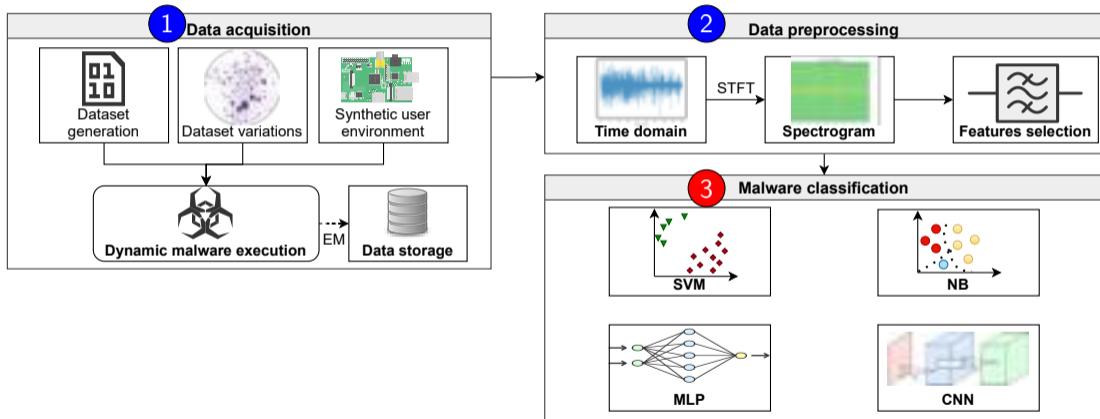 1
Data acquisition
01
10
Dataset
generation
Dataset variations
Synthetic user
environment
Dynamic malware execution
EM
Data storage
2
Data preprocessing
Time domain
STFT
Spectrogram
Features selection
3
Malware classification
SVM
NB
MLP
CNN